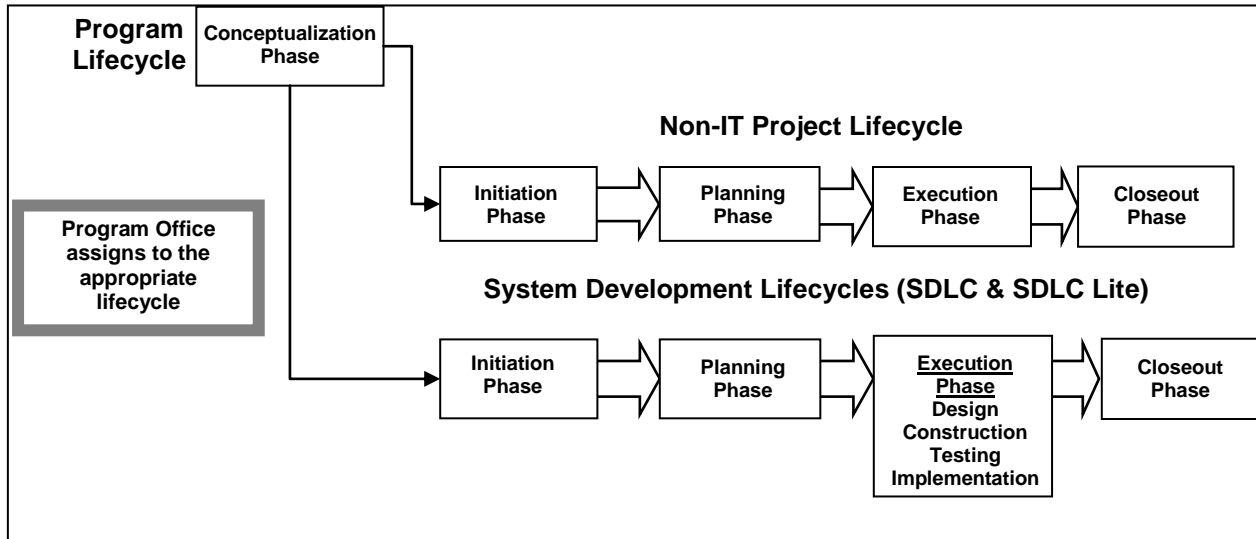 Program
Lifecycle
Conceptualization
Phase
Non-IT Project Lifecycle
Initiation
Phase
Planning
Phase
Execution
Phase
Closeout
Phase
Program Office
assigns to the
appropriate
lifecycle
System Development Lifecycles (SDLC & SDLC Lite)
Initiation
Phase
Planning
Phase
Execution
Phase
Design
Construction
Testing
Implementation
Closeout
Phase